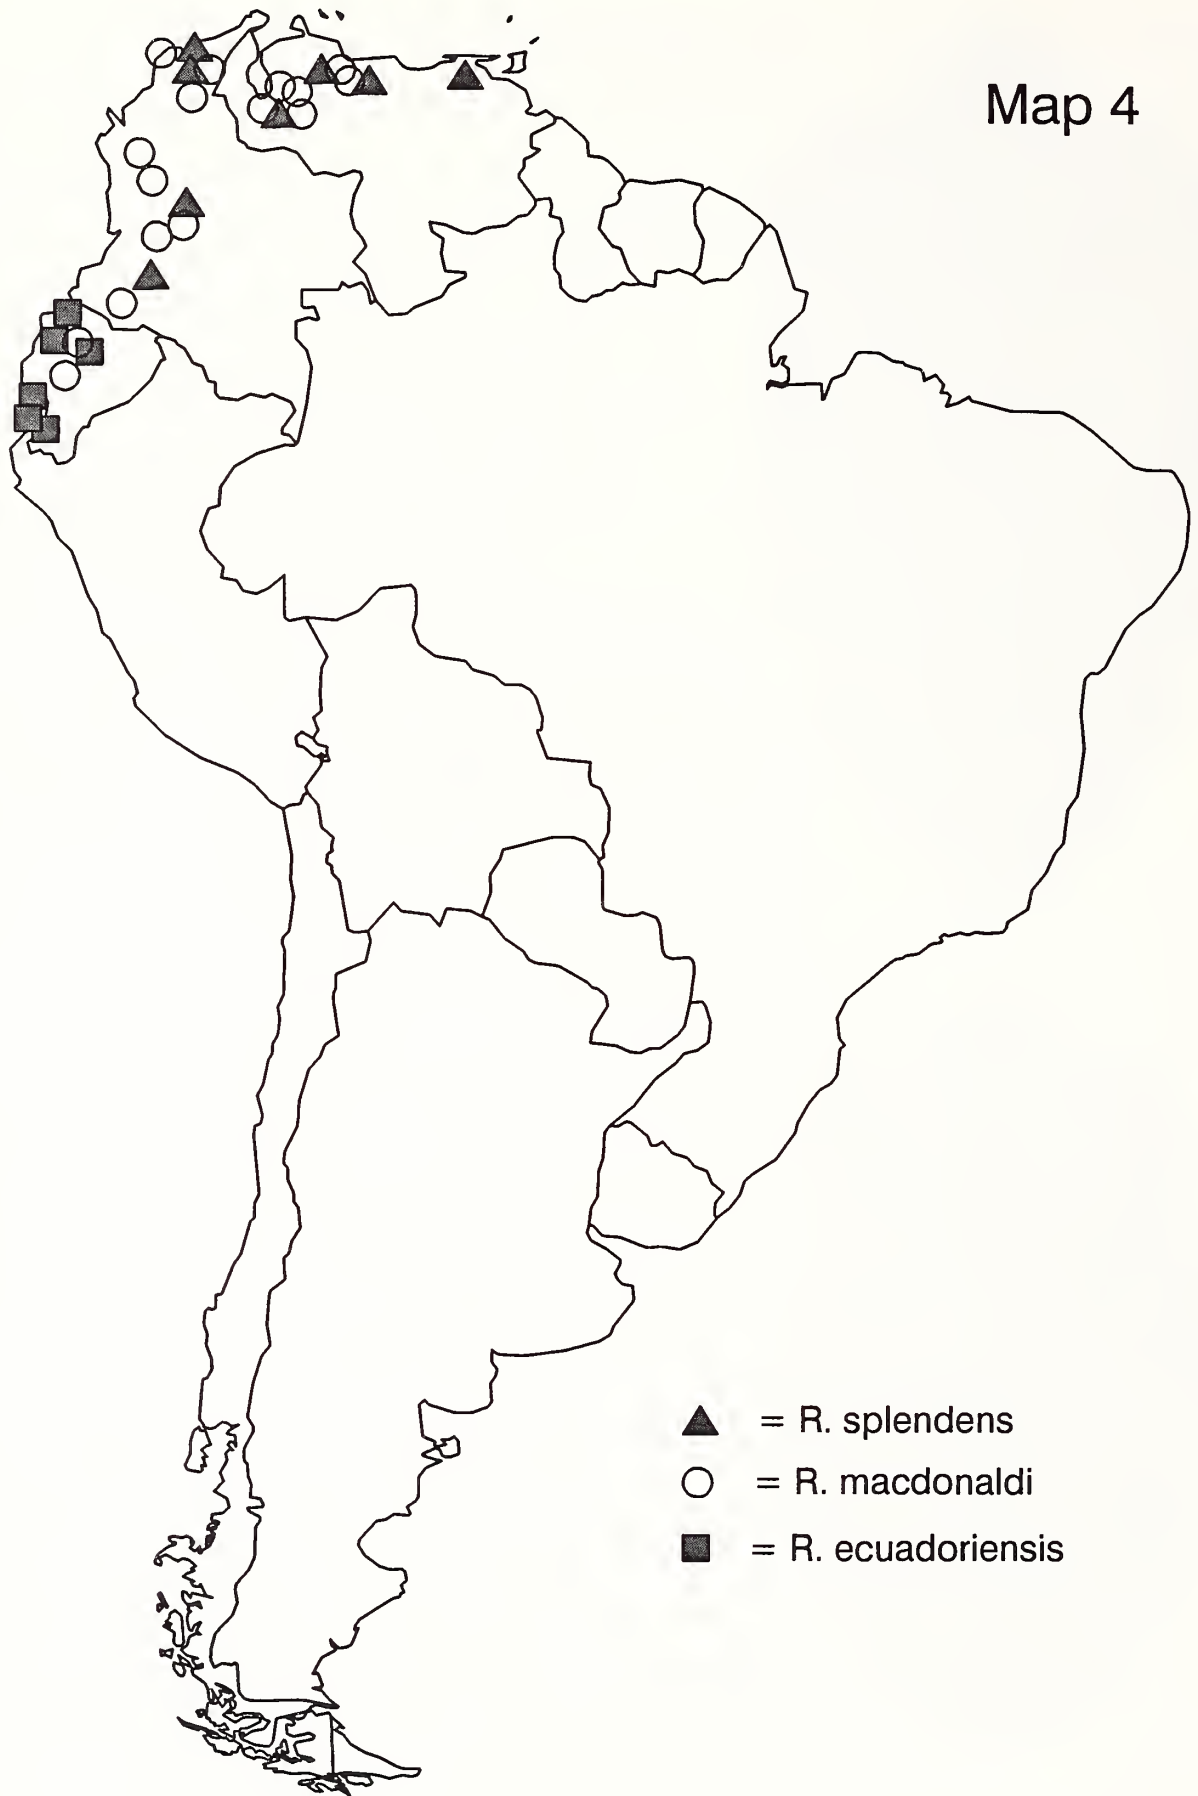 Map 4
= R. splendens
= R. macdonaldi
= R. ecuadoriensis